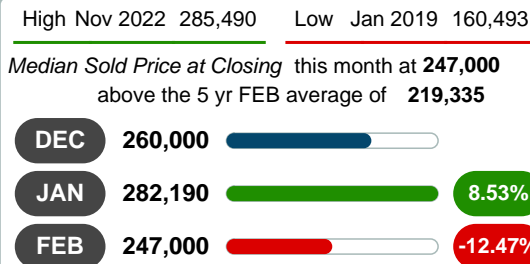 High Nov 2022 285,490 Low Jan 2019 160,493
Median Sold Price at Closing this month at 247,000
above the 5 yr FEB average of 219,335
DEC 260,000
JAN 282,190 8.53%
FEB 247,000 -12.47%